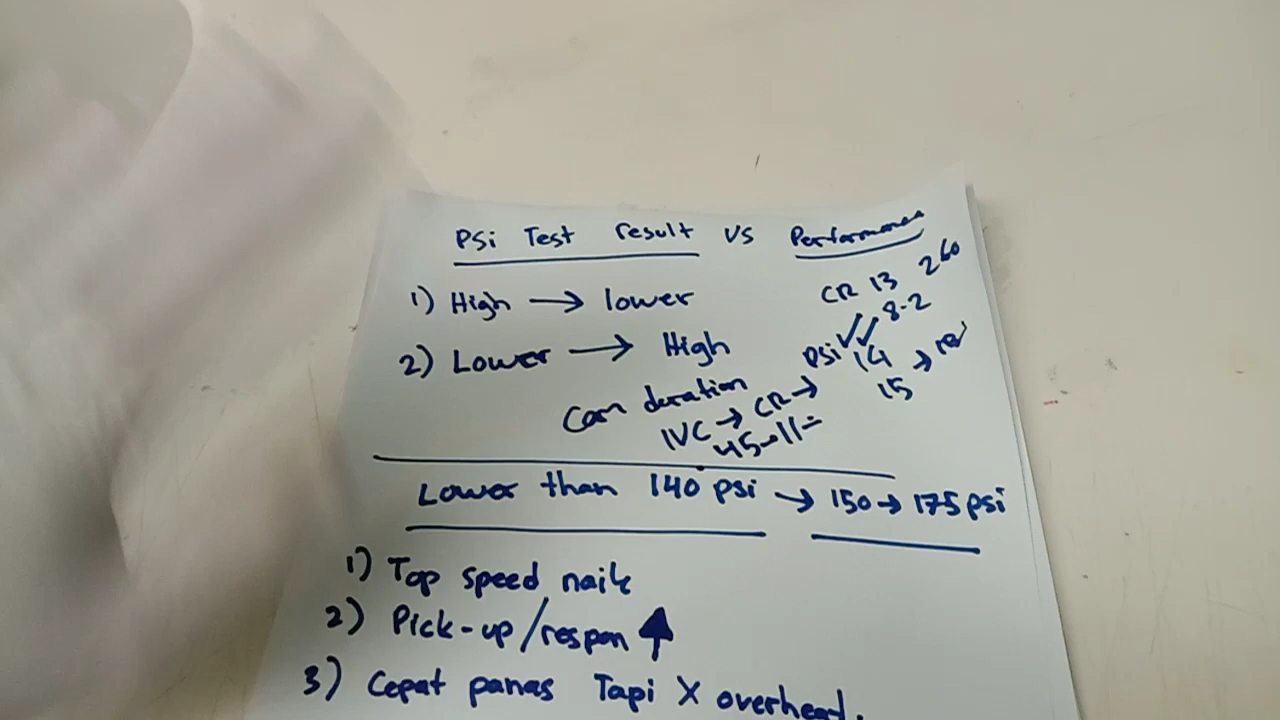 Psi Test result vs Performance
1) High → lower
2) Lower → High
CR 13 260
8.2
psi ✓✓ 14
15 →
Cam duration
IVC → CR →
45 - 11
Lower than 140 psi → 150 → 175 psi
1) Top speed naik
2) Pick-up/respon ↑
3) Cepat panas Tapi X overheat.